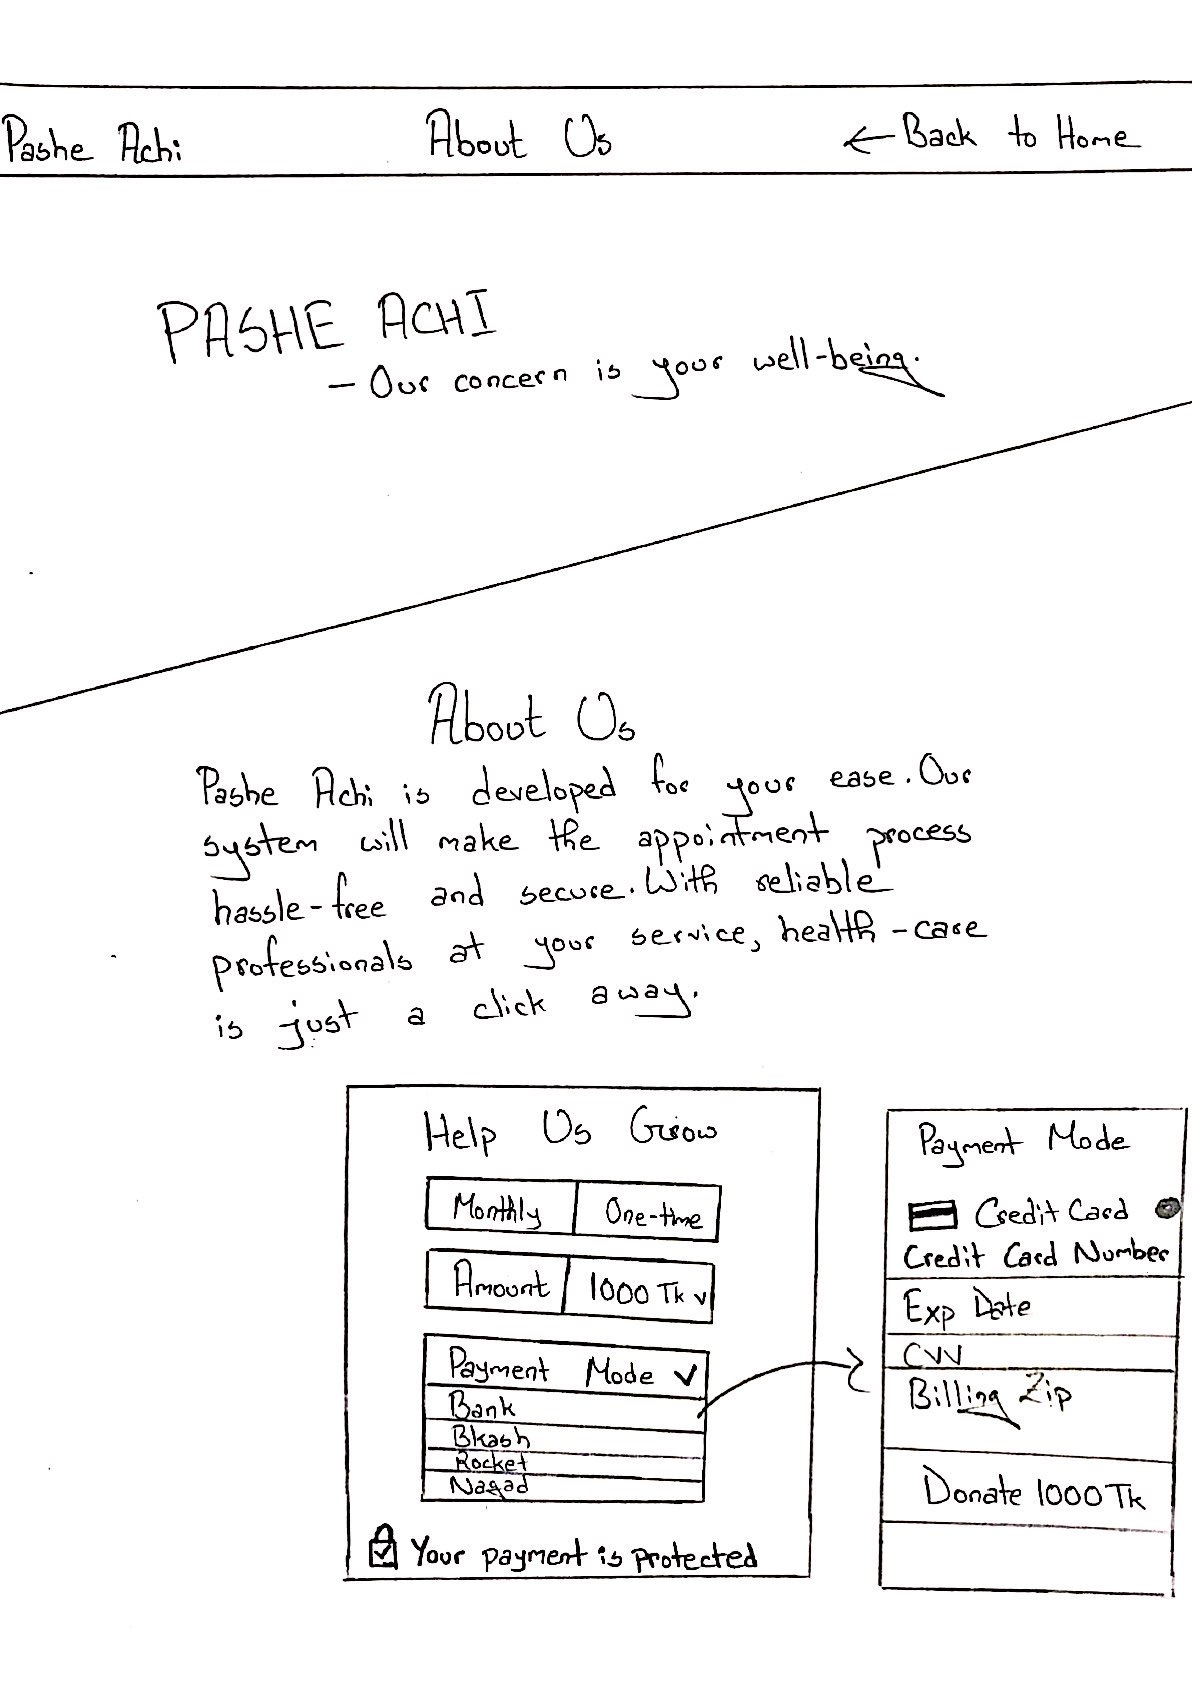 Pashe Achi About Us ← Back to Home
PASHE ACHI
- Our concern is your well-being.
About Us
Pashe Achi is developed for your ease. Our
system will make the appointment process
hassle-free and secure. With reliable
professionals at your service, health-care
is just a click away.
Help Us Grow
Monthly One-time
Amount 1000 Tk
Payment Mode
Bank
Bkash
Rocket
Nagad
Your payment is protected
Payment Mode
Credit Card
Credit Card Number
Exp Date
CVV
Billing Zip
Donate 1000 Tk